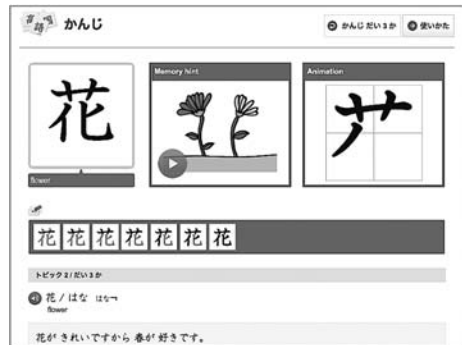 かんじ
かんじ だい3か
使いかた
花
flower
Memory hint
Animation
花 花 花 花 花 花 花
トピック2/だい3か
花 / はな はな
flower
花が きれいですから 春が 好きです。